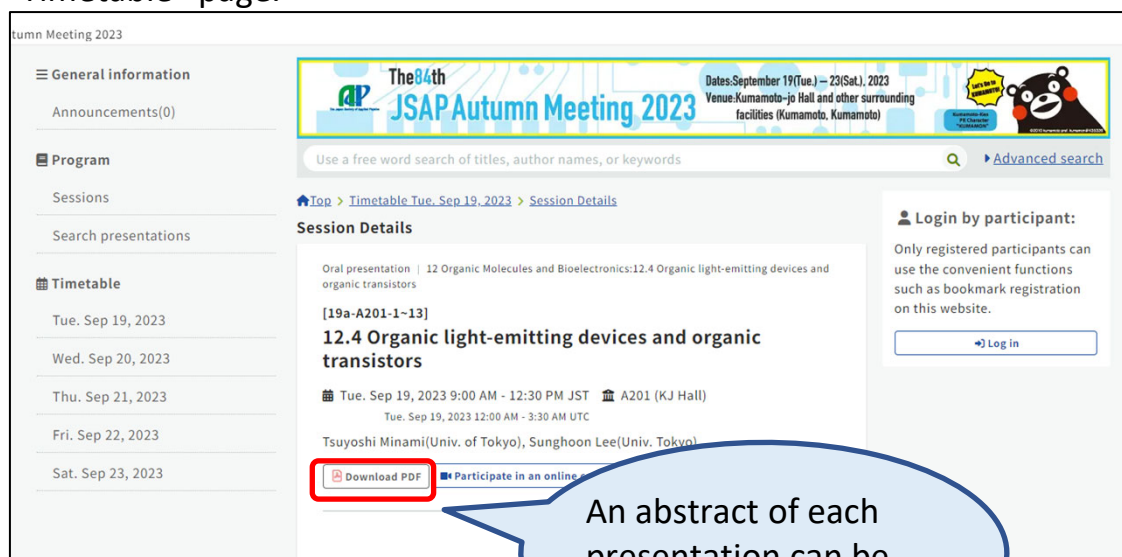 "Timetable" page.
tumn Meeting 2023
General information
Announcements(0)
Program
Sessions
Search presentations
Timetable
Tue. Sep 19, 2023
Wed. Sep 20, 2023
Thu. Sep 21, 2023
Fri. Sep 22, 2023
Sat. Sep 23, 2023
The84th
JSAP Autumn Meeting 2023
Dates:September 19(Tue.) – 23(Sat.), 2023
Venue:Kumamoto-jo Hall and other surrounding
facilities (Kumamoto, Kumamoto)
Use a free word search of titles, author names, or keywords
Advanced search
Top > Timetable Tue. Sep 19, 2023 > Session Details
Session Details
Oral presentation | 12 Organic Molecules and Bioelectronics:12.4 Organic light-emitting devices and
organic transistors
[19a-A201-1~13]
12.4 Organic light-emitting devices and organic
transistors
Tue. Sep 19, 2023 9:00 AM - 12:30 PM JST A201 (KJ Hall)
Tue. Sep 19, 2023 12:00 AM - 3:30 AM UTC
Tsuyoshi Minami(Univ. of Tokyo), Sunghoon Lee(Univ. Tokyo)
Download PDF
Participate in an online
Login by participant:
Only registered participants can
use the convenient functions
such as bookmark registration
on this website.
Log in
An abstract of each
presentation can be